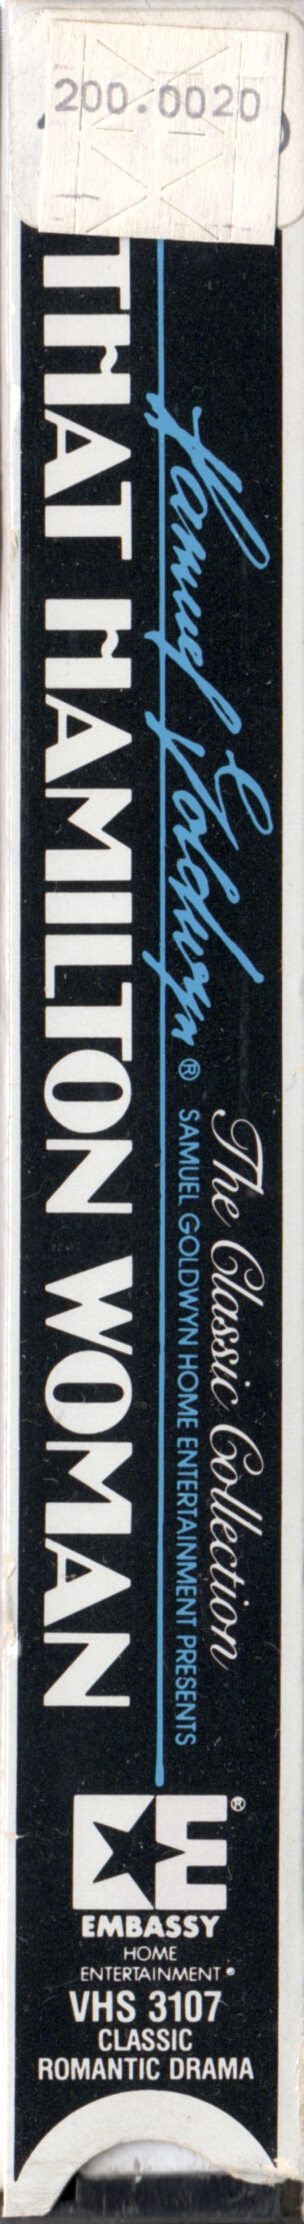 200.0020
Samuel Goldwyn ®
The Classic Collection
SAMUEL GOLDWYN HOME ENTERTAINMENT PRESENTS
THAT HAMILTON WOMAN
®
EMBASSY
HOME
ENTERTAINMENT ®
VHS 3107
CLASSIC
ROMANTIC DRAMA